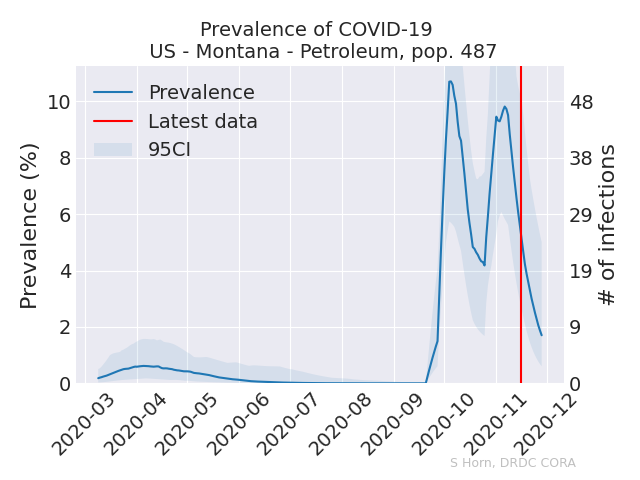 Prevalence of COVID-19
US - Montana - Petroleum, pop. 487
Prevalence
Latest data
95CI
Prevalence (%)
10
8
6
4
2
0
# of infections
48
38
29
19
9
0
2020-03
2020-04
2020-05
2020-06
2020-07
2020-08
2020-09
2020-10
2020-11
2020-12
S Horn, DRDC CORA